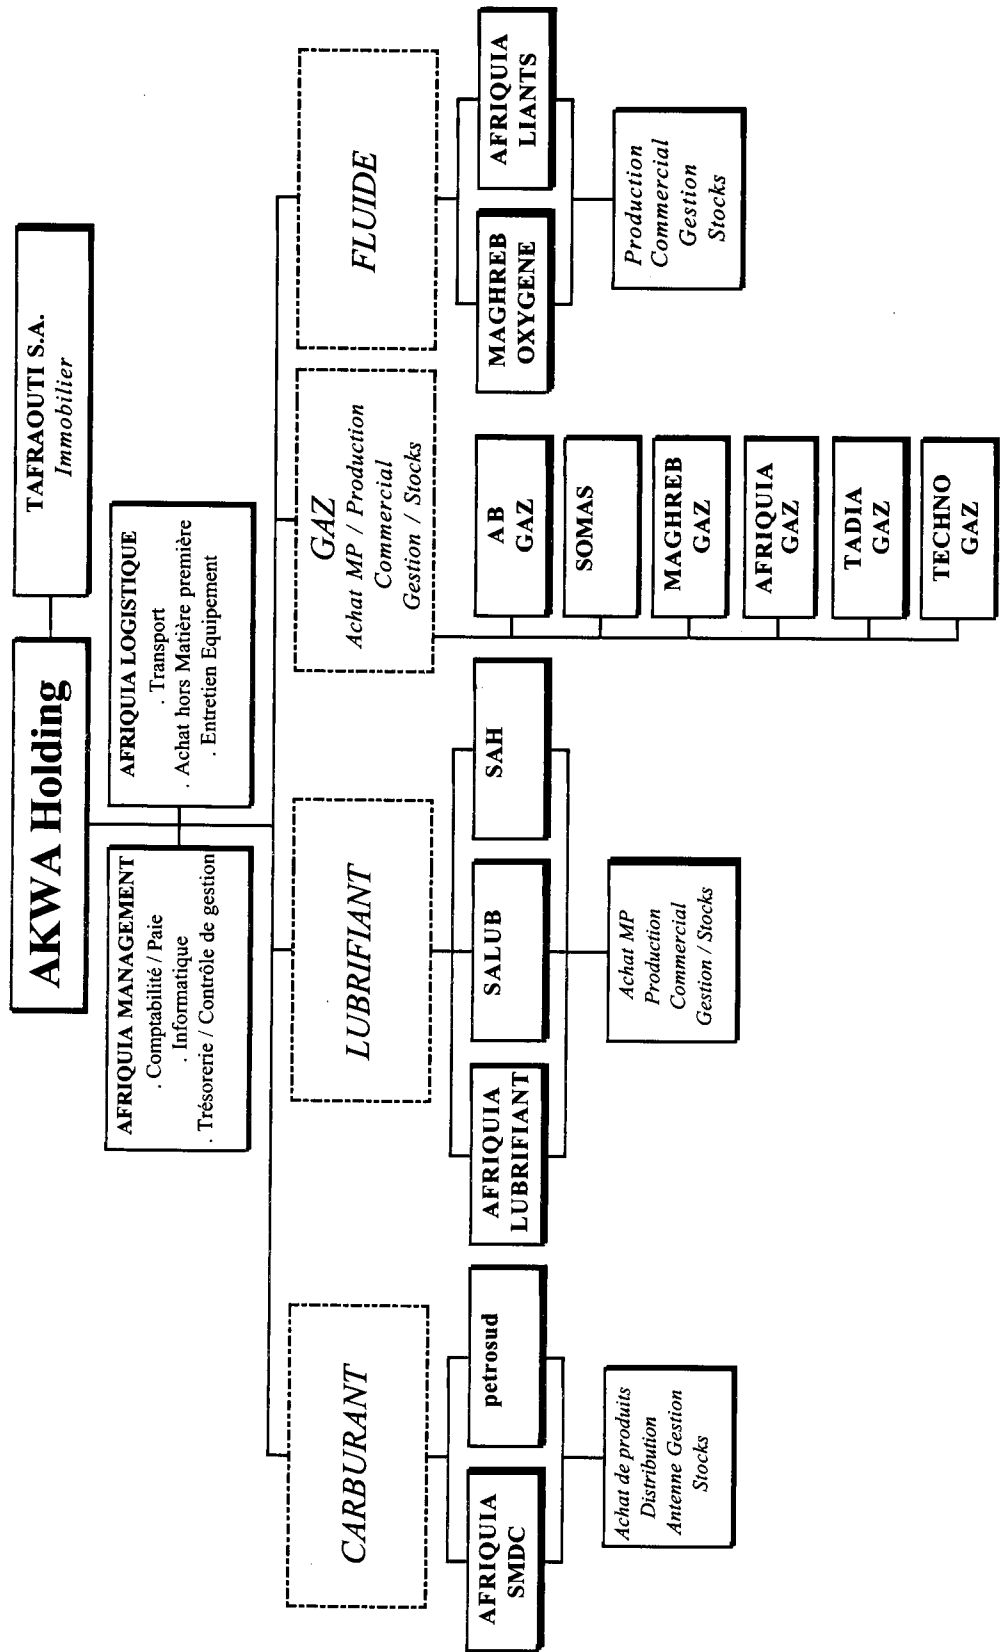 AKWA Holding
TAFRAOUTI S.A.
Immobilier
AFRIQUIA MANAGEMENT
. Comptabilité / Paie
. Informatique
. Trésorerie / Contrôle de gestion
AFRIQUIA LOGISTIQUE
. Transport
. Achat hors Matière première
. Entretien Equipement
CARBURANT
AFRIQUIA
SMDC
petrosud
Achat de produits
Distribution
Antenne Gestion
Stocks
LUBRIFIANT
AFRIQUIA
LUBRIFIANT
SALUB
SAH
Achat MP
Production
Commercial
Gestion / Stocks
GAZ
Achat MP / Production
Commercial
Gestion / Stocks
AB
GAZ
SOMAS
MAGHREB
GAZ
AFRIQUIA
GAZ
TADIA
GAZ
TECHNO
GAZ
FLUIDE
MAGHREB
OXYGENE
AFRIQUIA
LIANTS
Production
Commercial
Gestion
Stocks